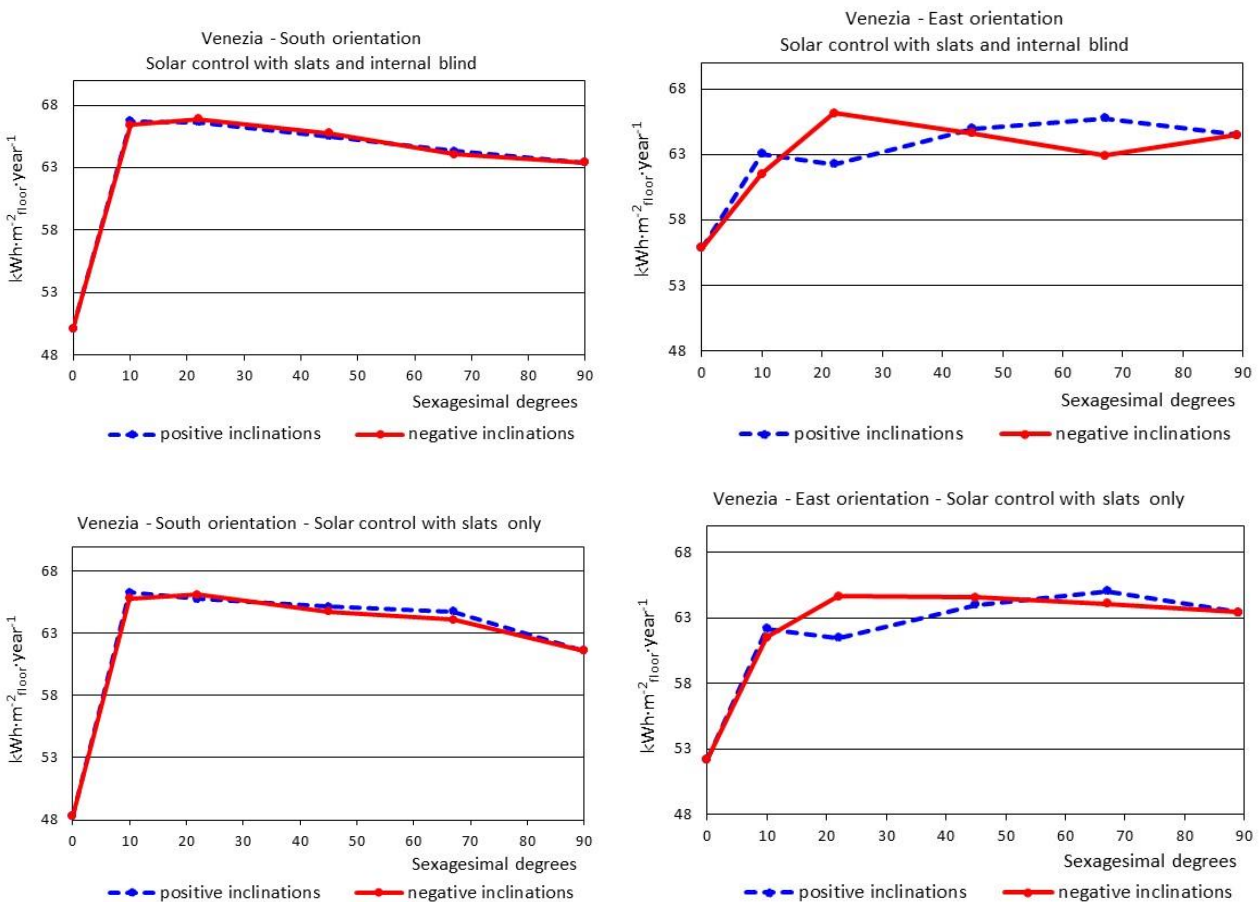 Venezia - South orientation
Solar control with slats and internal blind
kWh·m⁻²floor·year⁻¹
68
63
58
53
48
0 10 20 30 40 50 60 70 80 90
Sexagesimal degrees
positive inclinations negative inclinations
Venezia - East orientation
Solar control with slats and internal blind
kWh·m⁻²floor·year⁻¹
68
63
58
53
48
0 10 20 30 40 50 60 70 80 90
Sexagesimal degrees
positive inclinations negative inclinations
Venezia - South orientation - Solar control with slats only
kWh·m⁻²floor·year⁻¹
68
63
58
53
48
0 10 20 30 40 50 60 70 80 90
Sexagesimal degrees
positive inclinations negative inclinations
Venezia - East orientation - Solar control with slats only
kWh·m⁻²floor·year⁻¹
68
63
58
53
48
0 10 20 30 40 50 60 70 80 90
Sexagesimal degrees
positive inclinations negative inclinations